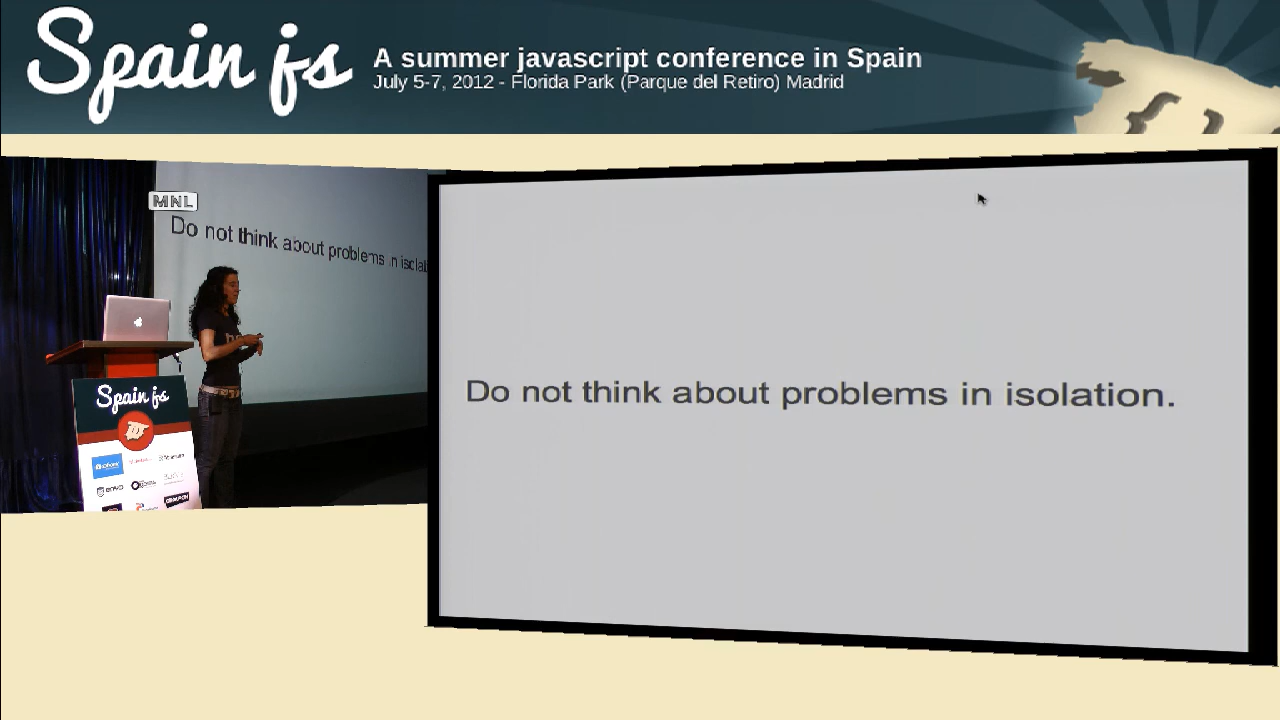 Spain js
A summer javascript conference in Spain
July 5-7, 2012 - Florida Park (Parque del Retiro) Madrid
MNL
Do not think about problems in isolati
Spain js
Do not think about problems in isolation.